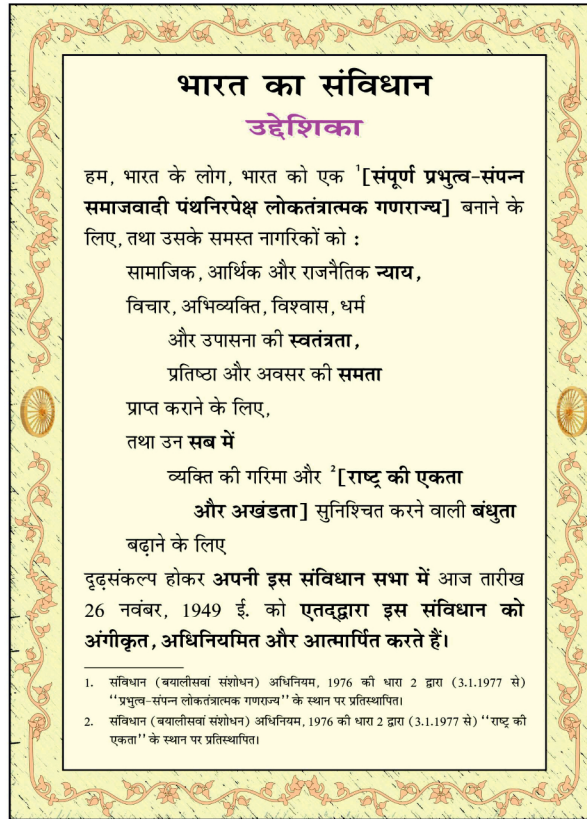 भारत का संविधान
उद्देशिका
हम, भारत के लोग, भारत को एक ¹[संपूर्ण प्रभुत्व-संपन्न
समाजवादी पंथनिरपेक्ष लोकतंत्रात्मक गणराज्य] बनाने के
लिए, तथा उसके समस्त नागरिकों को :
सामाजिक, आर्थिक और राजनैतिक न्याय,
विचार, अभिव्यक्ति, विश्वास, धर्म
और उपासना की स्वतंत्रता,
प्रतिष्ठा और अवसर की समता
प्राप्त कराने के लिए,
तथा उन सब में
व्यक्ति की गरिमा और ²[राष्ट्र की एकता
और अखंडता] सुनिश्चित करने वाली बंधुता
बढ़ाने के लिए
दृढ़संकल्प होकर अपनी इस संविधान सभा में आज तारीख
26 नवंबर, 1949 ई. को एतद्द्वारा इस संविधान को
अंगीकृत, अधिनियमित और आत्मार्पित करते हैं।
1. संविधान (बयालीसवां संशोधन) अधिनियम, 1976 की धारा 2 द्वारा (3.1.1977 से)
‘‘प्रभुत्व-संपन्न लोकतंत्रात्मक गणराज्य’’ के स्थान पर प्रतिस्थापित।
2. संविधान (बयालीसवां संशोधन) अधिनियम, 1976 की धारा 2 द्वारा (3.1.1977 से) ‘‘राष्ट्र की
एकता’’ के स्थान पर प्रतिस्थापित।